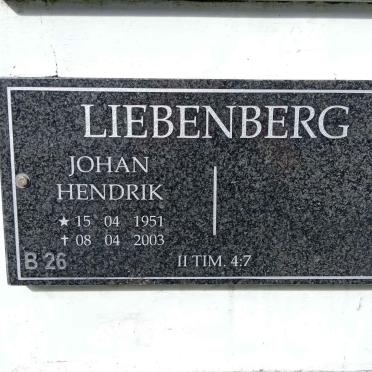 LIEBENBERG
JOHAN
HENDRIK
★ 15 04 1951
✝ 08 04 2003
B 26
II TIM. 4:7